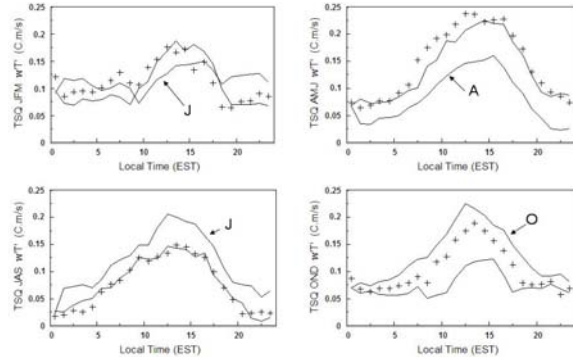 TSQ JFM wT' (C.m/s)
0.25
0.2
0.15
0.1
0.05
0
J
0 5 10 15 20
Local Time (EST)
TSQ AMJ wT' (C.m/s)
0.25
0.2
0.15
0.1
0.05
0
A
0 5 10 15 20
Local Time (EST)
TSQ JAS wT' (C.m/s)
0.25
0.2
0.15
0.1
0.05
0
J
0 5 10 15 20
Local Time (EST)
TSQ OND wT' (C.m/s)
0.25
0.2
0.15
0.1
0.05
0
O
0 5 10 15 20
Local Time (EST)